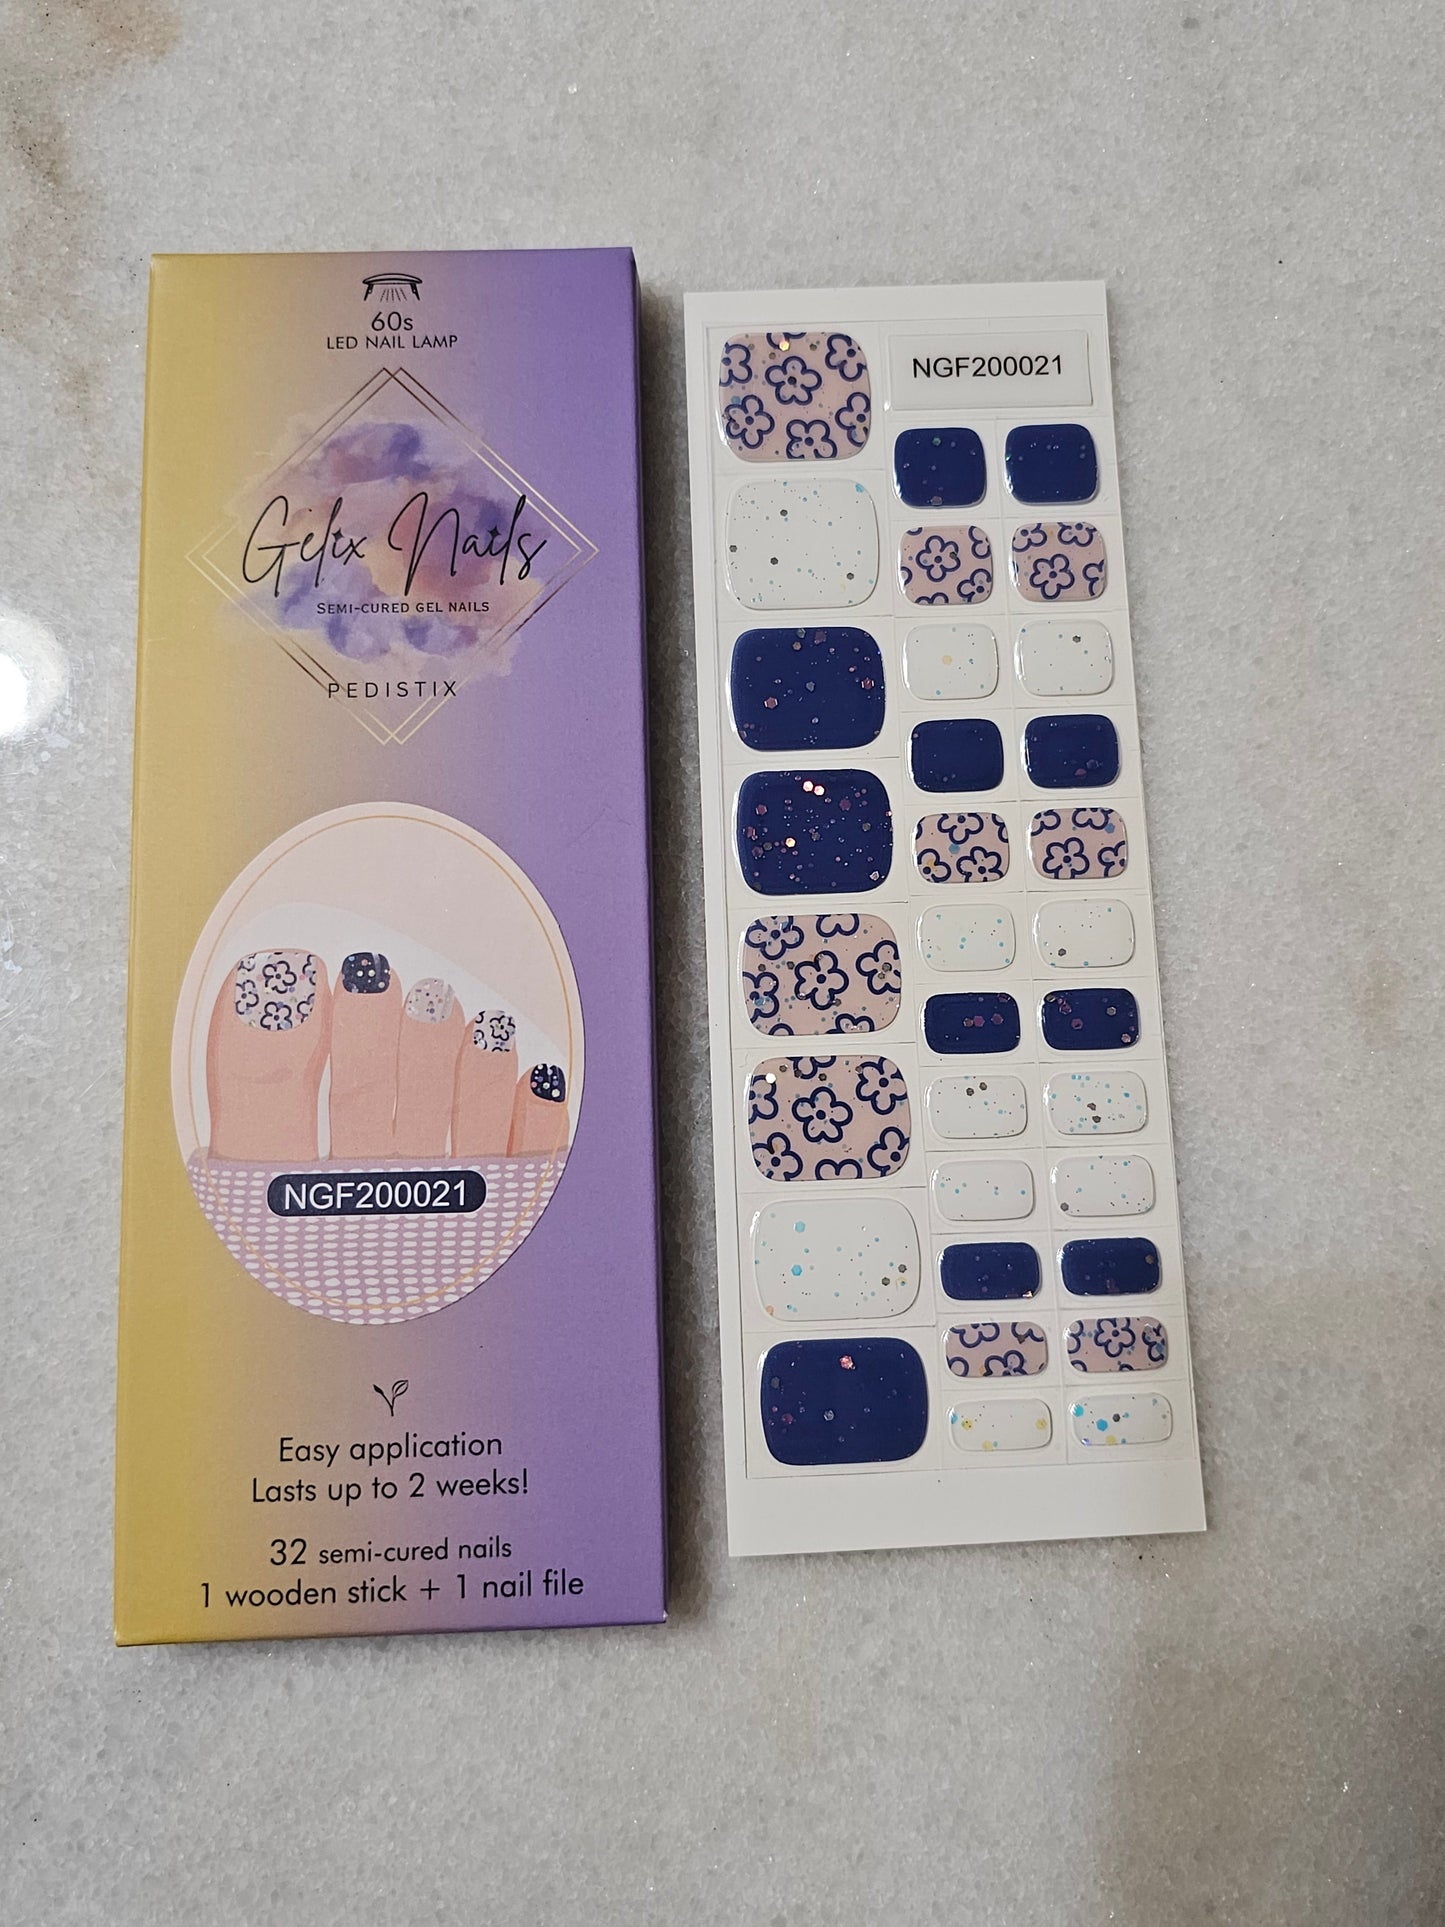 60s
LED NAIL LAMP
Gelix Nails
SEMI-CURED GEL NAILS
PEDISTIX
NGF200021
Easy application
Lasts up to 2 weeks!
32 semi-cured nails
1 wooden stick + 1 nail file
NGF200021